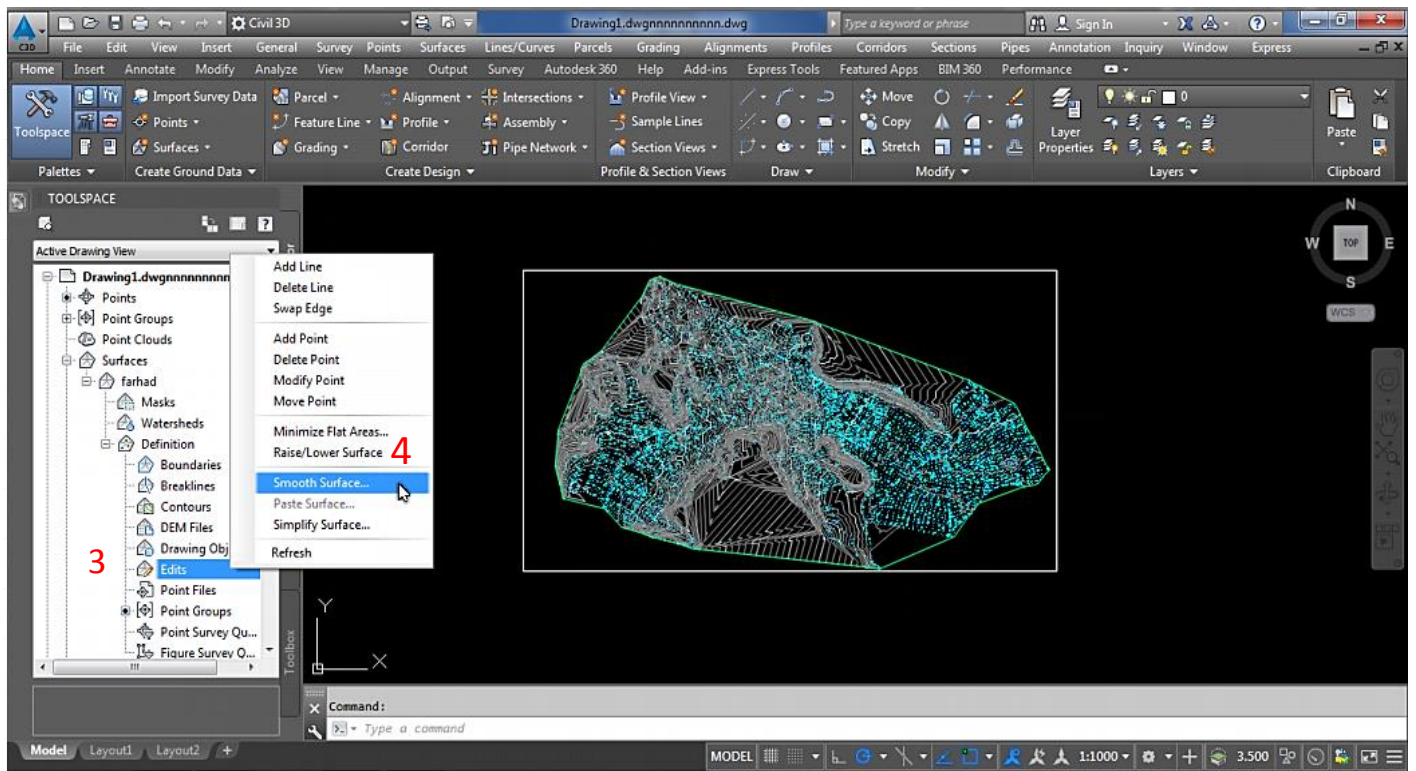 Civil 3D
Drawing1.dwgnnnnnnnnnn.dwg
Type a keyword or phrase
Sign In
C3D File Edit View Insert General Survey Points Surfaces Lines/Curves Parcels Grading Alignments Profiles Corridors Sections Pipes Annotation Inquiry Window Express
Home Insert Annotate Modify Analyze View Manage Output Survey Autodesk 360 Help Add-ins Express Tools Featured Apps BIM 360 Performance
Import Survey Data Parcel Alignment Intersections Profile View Move 0
Toolspace Points Feature Line Profile Assembly Sample Lines Copy Layer Properties Paste
Surfaces Grading Corridor Pipe Network Section Views Stretch
Palettes Create Ground Data Create Design Profile & Section Views Draw Modify Layers Clipboard
TOOLSPACE
Active Drawing View
Drawing1.dwgnnnnnnnnn
Points
Point Groups
Point Clouds
Surfaces
farhad
Masks
Watersheds
Definition
Boundaries
Breaklines
Contours
DEM Files
Drawing Obj
3
Edits
Point Files
Point Groups
Point Survey Qu...
Figure Survey Q...
Toolbox
Add Line
Delete Line
Swap Edge
Add Point
Delete Point
Modify Point
Move Point
Minimize Flat Areas...
Raise/Lower Surface
4
Smooth Surface...
Paste Surface...
Simplify Surface...
Refresh
N
W TOP E
S
WCS
Y
X
Command:
Type a command
Model Layout1 Layout2 +
MODEL 1:1000 3.500